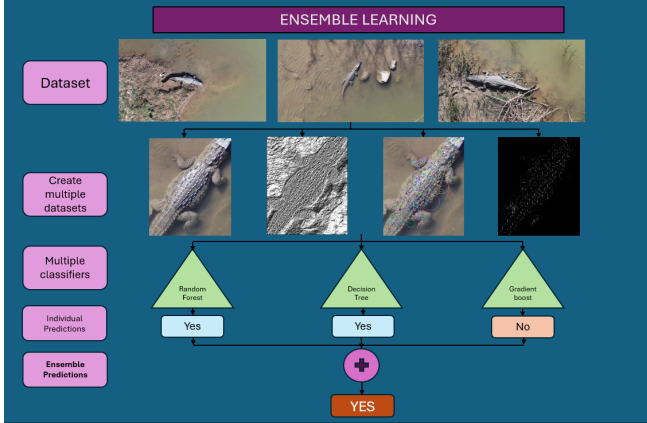 ENSEMBLE LEARNING
Dataset
Create
multiple
datasets
Multiple
classifiers
Random
Forest
Decision
Tree
Gradient
boost
Individual
Predictions
Yes
Yes
No
Ensemble
Predictions
YES